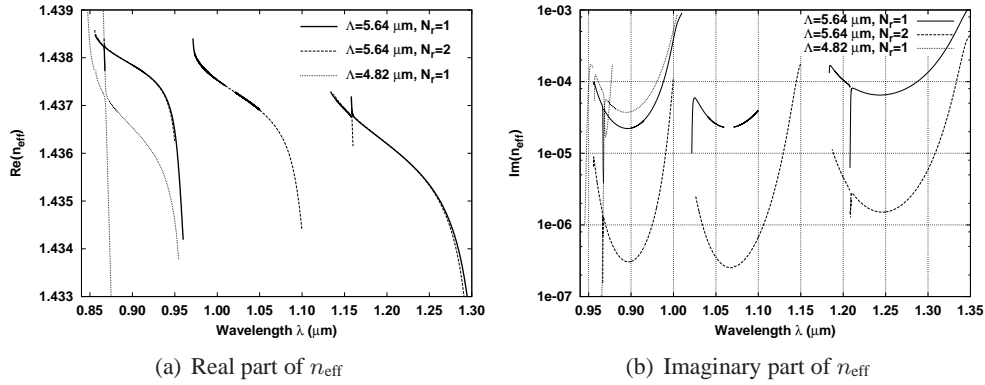 1.439
1.438
1.437
1.436
1.435
1.434
1.433
Re(neff)
Λ=5.64 μm, Nr=1
Λ=5.64 μm, Nr=2
Λ=4.82 μm, Nr=1
0.85 0.90 0.95 1.00 1.05 1.10 1.15 1.20 1.25 1.30
Wavelength λ (μm)
(a) Real part of neff
1e-03
1e-04
1e-05
1e-06
1e-07
Im(neff)
Λ=5.64 μm, Nr=1
Λ=5.64 μm, Nr=2
Λ=4.82 μm, Nr=1
0.95 0.90 0.95 1.00 1.05 1.10 1.15 1.20 1.25 1.30 1.35
Wavelength λ (μm)
(b) Imaginary part of neff